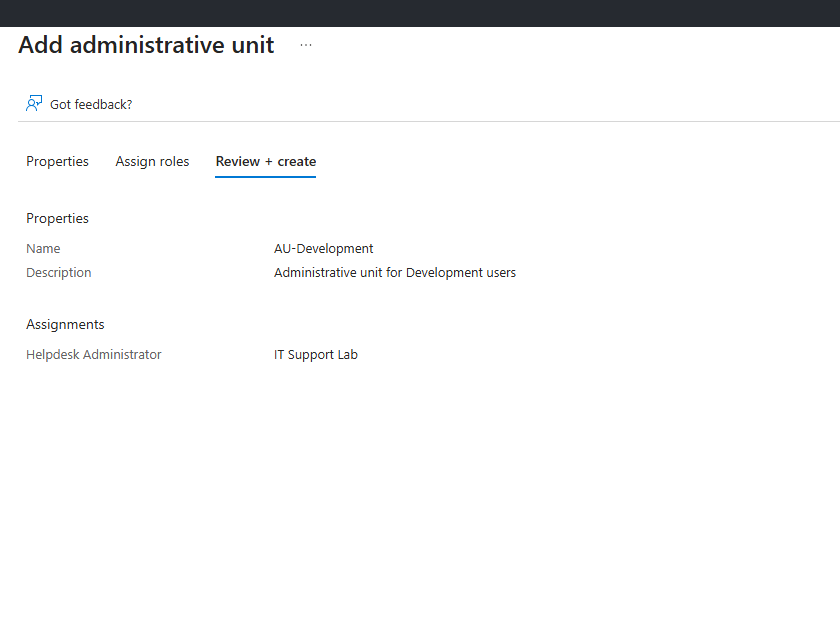 Add administrative unit ...
Got feedback?
Properties Assign roles Review + create
Properties
Name AU-Development
Description Administrative unit for Development users
Assignments
Helpdesk Administrator IT Support Lab